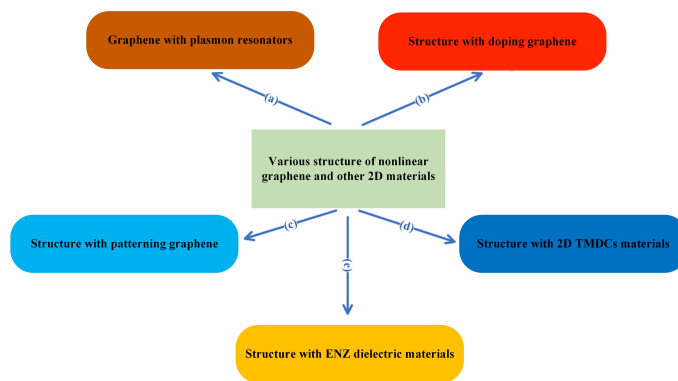 Graphene with plasmon resonators
Structure with doping graphene
(a)
(b)
Various structure of nonlinear
graphene and other 2D materials
(c)
(d)
Structure with patterning graphene
Structure with 2D TMDCs materials
(e)
Structure with ENZ dielectric materials